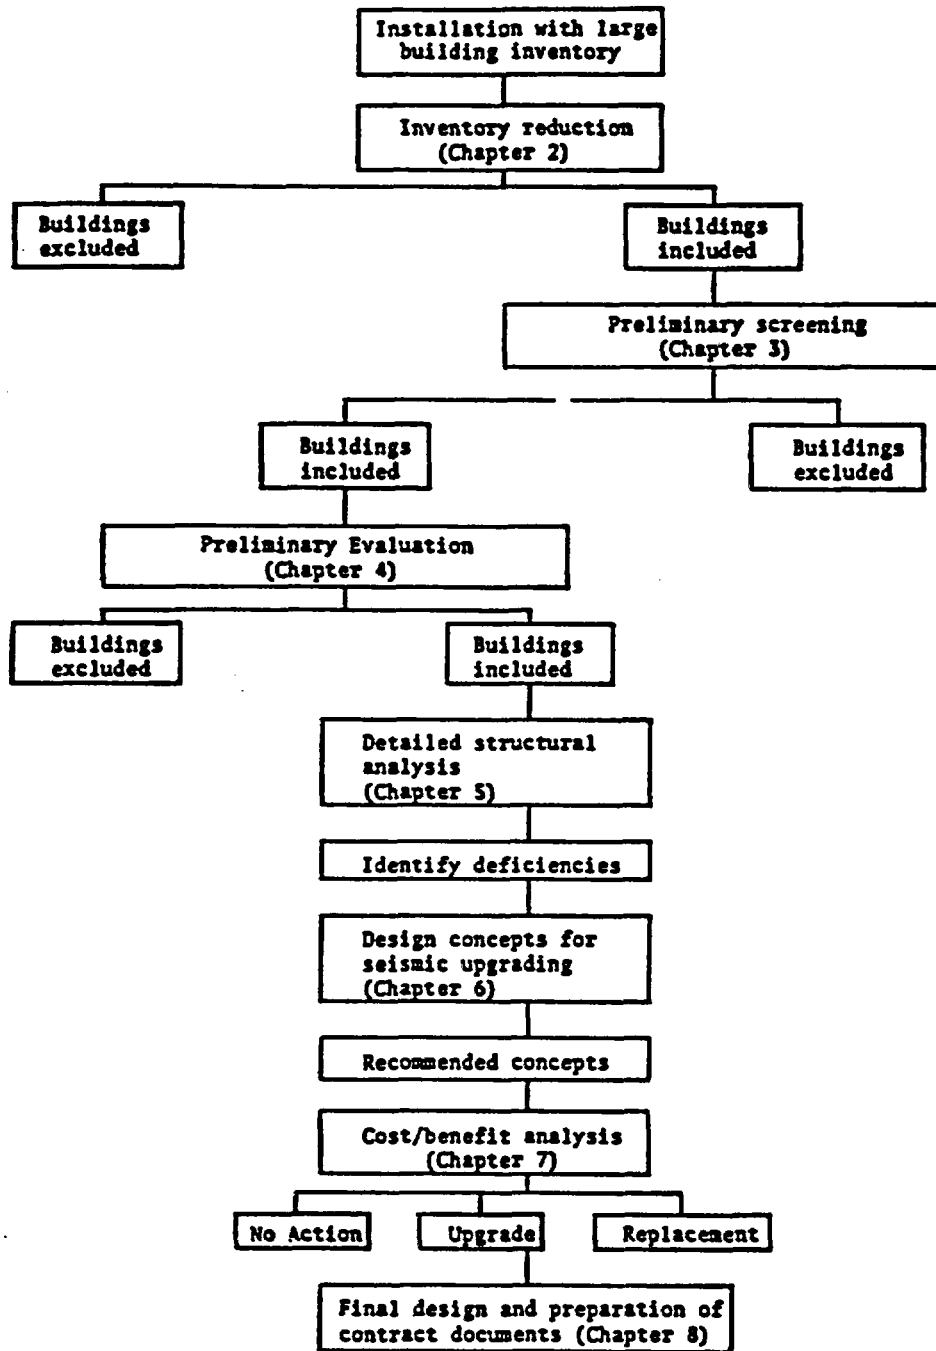 Installation with large
building inventory
Inventory reduction
(Chapter 2)
Buildings
excluded
Buildings
included
Preliminary screening
(Chapter 3)
Buildings
included
Buildings
excluded
Preliminary Evaluation
(Chapter 4)
Buildings
excluded
Buildings
included
Detailed structural
analysis
(Chapter 5)
Identify deficiencies
Design concepts for
seismic upgrading
(Chapter 6)
Recommended concepts
Cost/benefit analysis
(Chapter 7)
No Action
Upgrade
Replacement
Final design and preparation of
contract documents (Chapter 8)